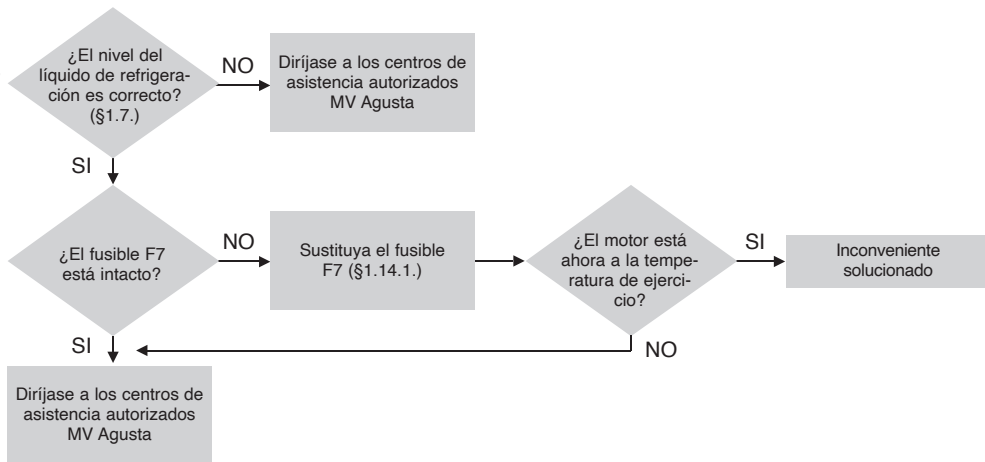 ¿El nivel del
líquido de refrigera-
ción es correcto?
(§1.7.)
NO
Diríjase a los centros de
asistencia autorizados
MV Agusta
SI
¿El fusible F7
está intacto?
NO
Sustituya el fusible
F7 (§1.14.1.)
¿El motor está
ahora a la tempe-
ratura de ejerci-
cio?
SI
Inconveniente
solucionado
SI
NO
Diríjase a los centros de
asistencia autorizados
MV Agusta